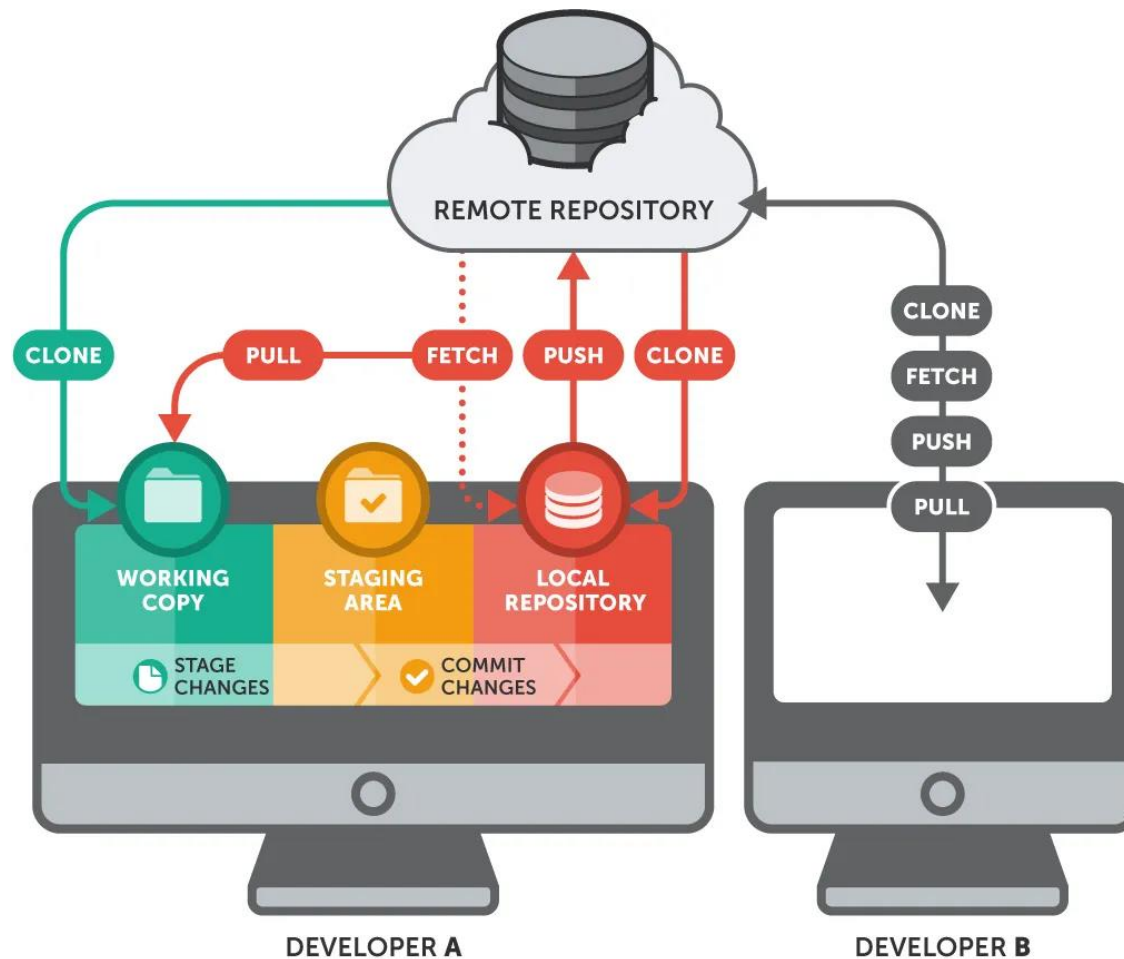 REMOTE REPOSITORY
CLONE
PULL
FETCH
PUSH
CLONE
CLONE
FETCH
PUSH
PULL
WORKING
COPY
STAGING
AREA
LOCAL
REPOSITORY
STAGE
CHANGES
COMMIT
CHANGES
DEVELOPER A
DEVELOPER B